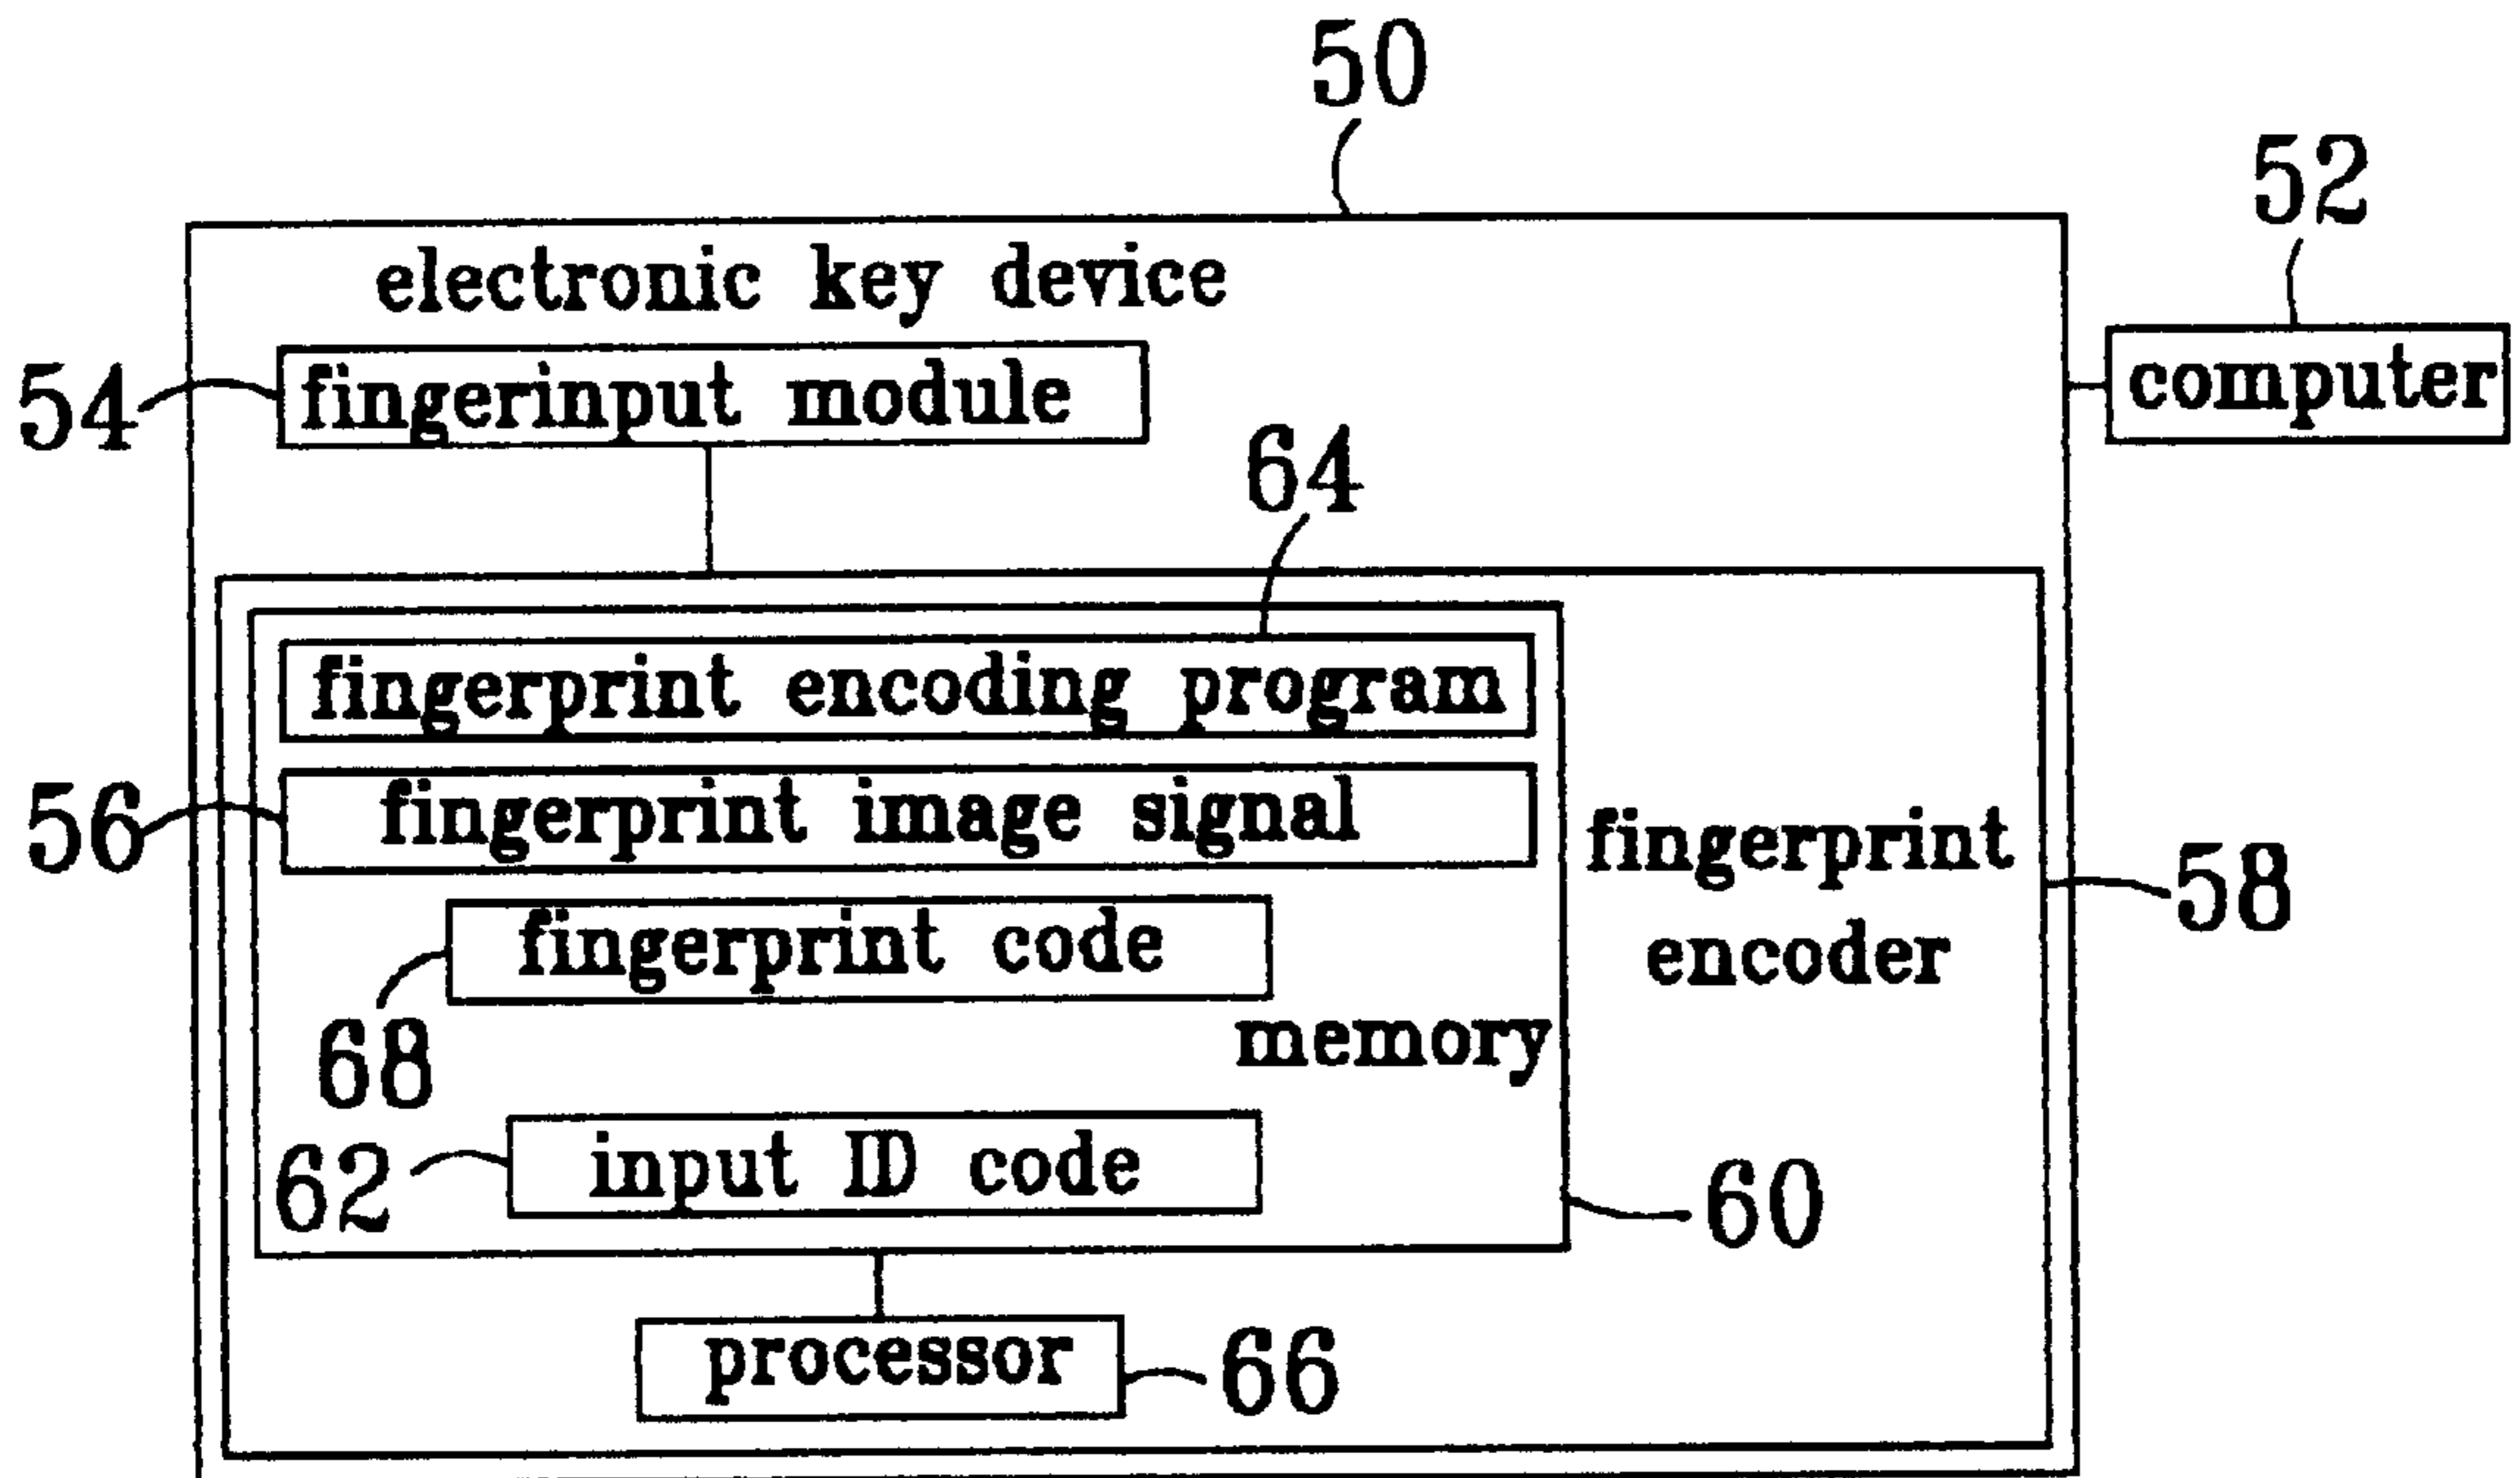 50
52
electronic key device
54
fingerinput module
computer
64
fingerprint encoding program
56
fingerprint image signal
fingerprint
encoder
58
fingerprint code
68
memory
62
input ID code
60
processor
66